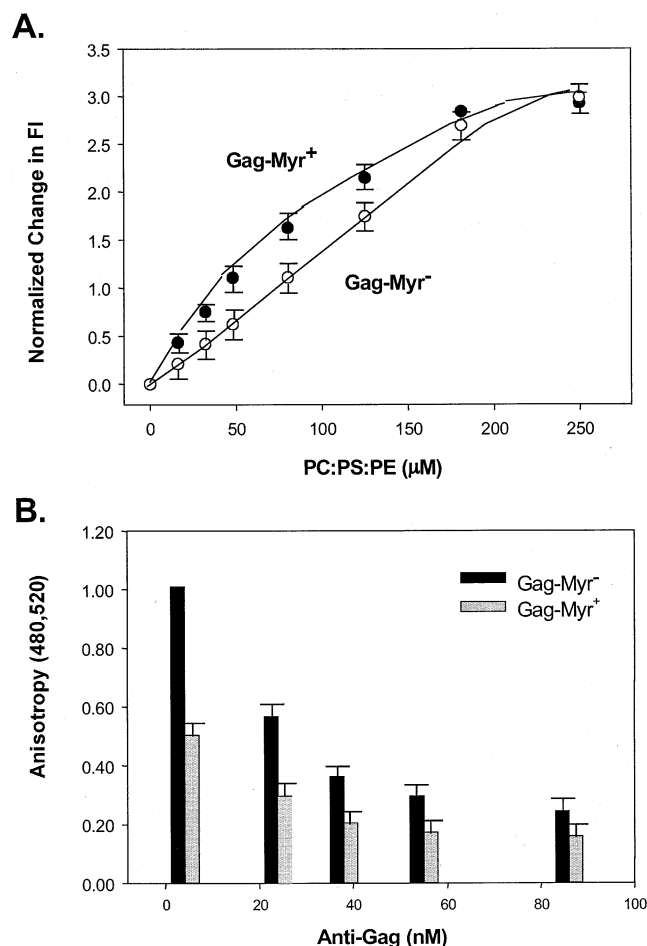 A.
3.5
3.0
2.5
2.0
1.5
1.0
0.5
0.0
Normalized Change in FI
Gag-Myr+
Gag-Myr-
0 50 100 150 200 250
PC:PS:PE (μM)
B.
1.20
1.00
0.80
0.60
0.40
0.20
0.00
Anisotropy (480,520)
Gag-Myr-
Gag-Myr+
0 20 40 60 80 100
Anti-Gag (nM)